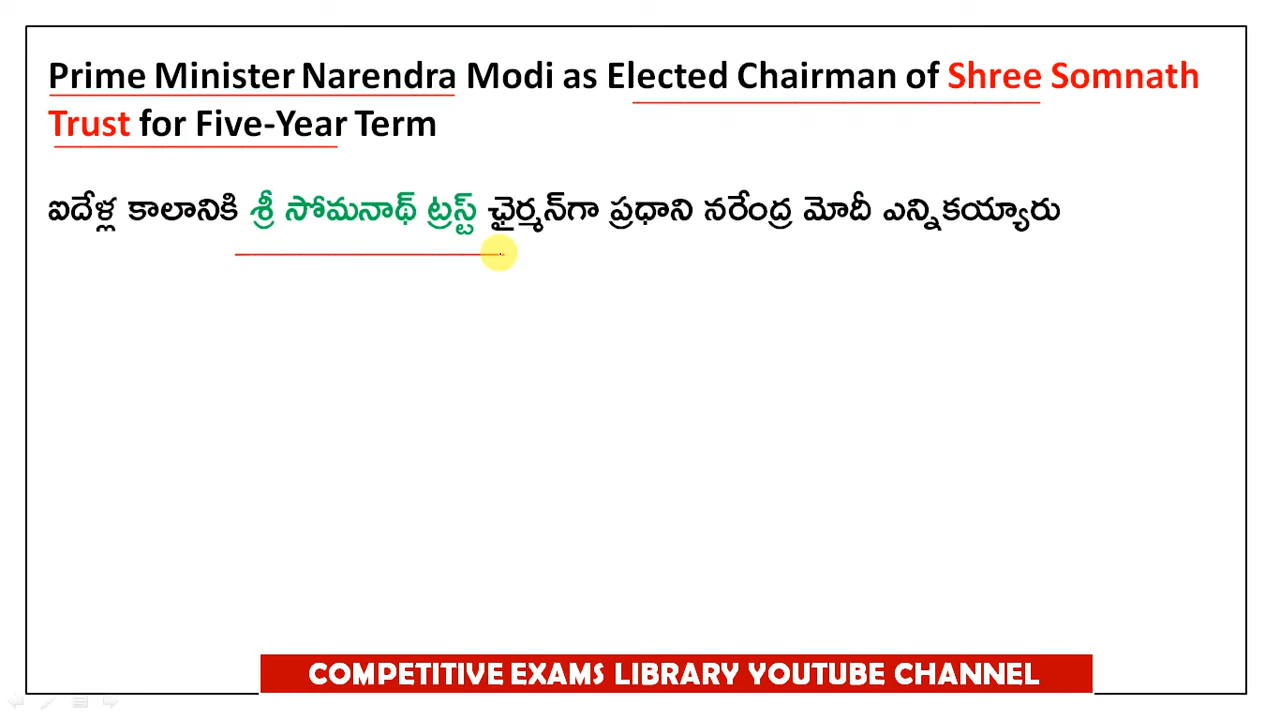 Prime Minister Narendra Modi as Elected Chairman of Shree Somnath
Trust for Five-Year Term
ఐదేళ్ల కాలానికి శ్రీ సోమనాథ్ ట్రస్ట్ ఛైర్మన్‌గా ప్రధాని నరేంద్ర మోదీ ఎన్నికయ్యారు
COMPETITIVE EXAMS LIBRARY YOUTUBE CHANNEL